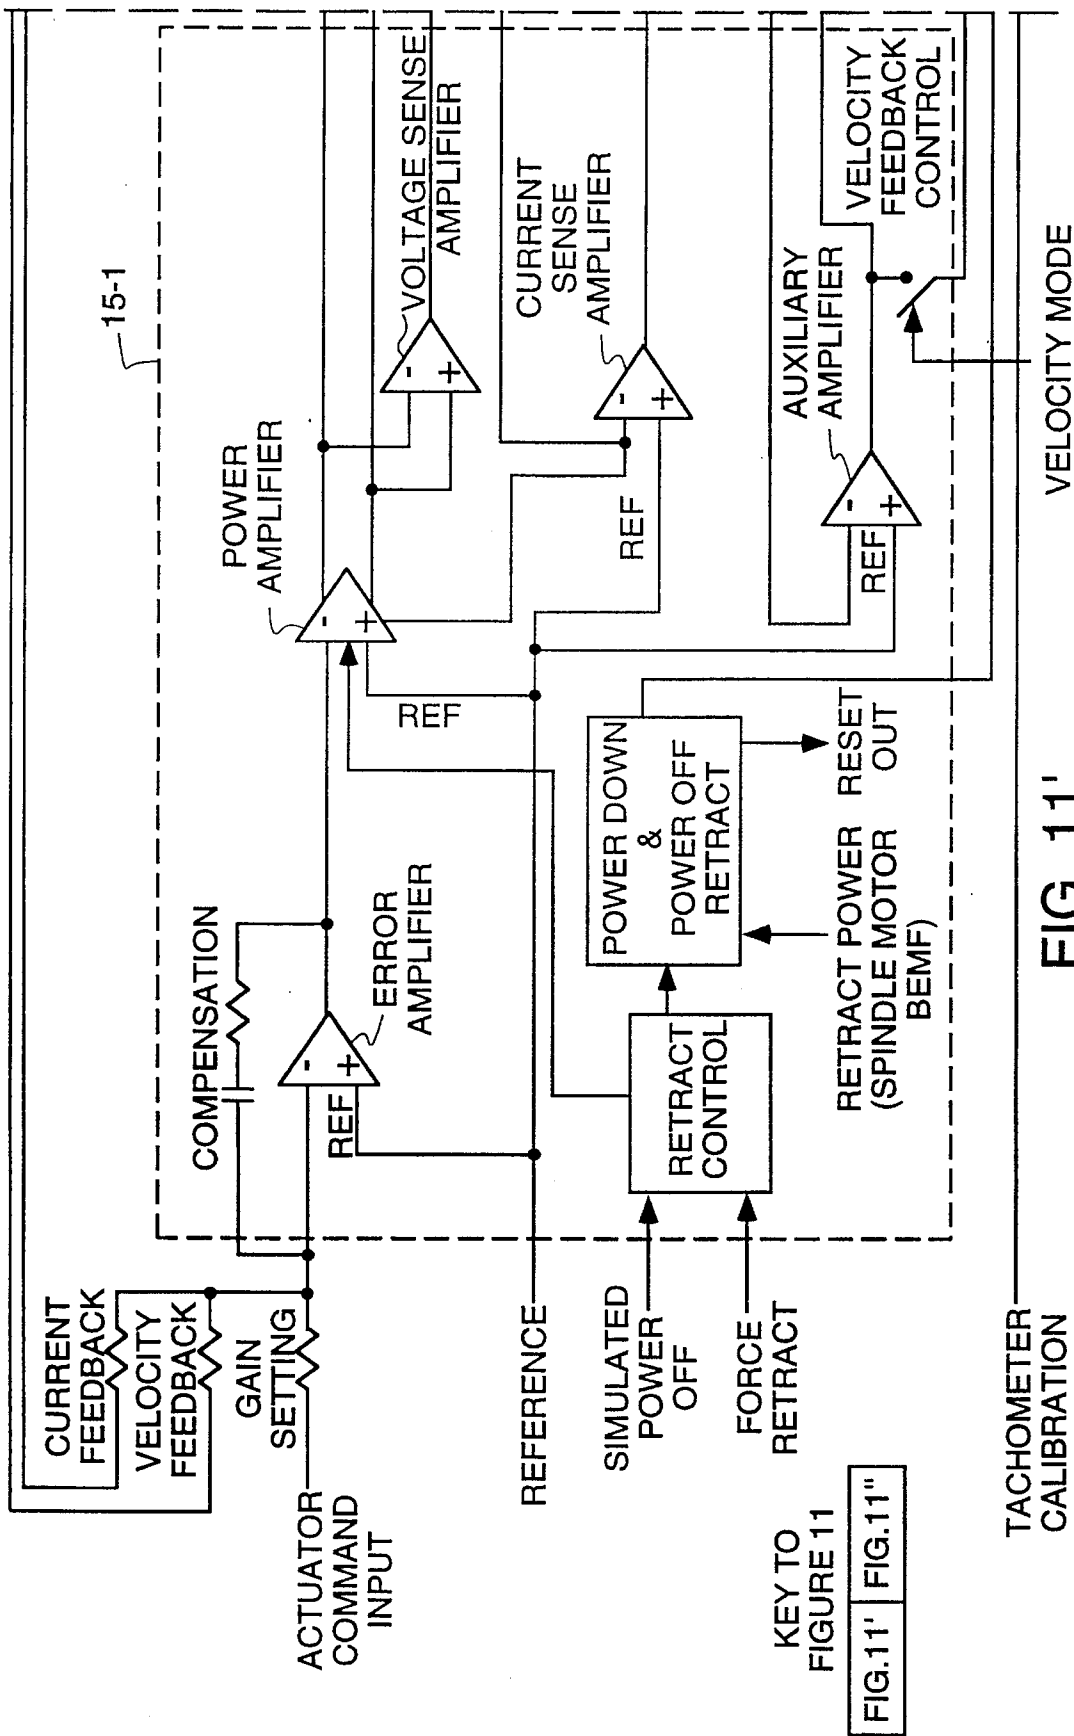 CURRENT
FEEDBACK
VELOCITY
FEEDBACK
GAIN
SETTING
ACTUATOR
COMMAND
INPUT
COMPENSATION
-
+
REF
ERROR
AMPLIFIER
15-1
POWER
AMPLIFIER
-
+
REF
VOLTAGE SENSE
AMPLIFIER
-
+
CURRENT
SENSE
AMPLIFIER
-
+
REF
REFERENCE
SIMULATED
POWER
OFF
FORCE
RETRACT
RETRACT
CONTROL
POWER DOWN
&
POWER OFF
RETRACT
RETRACT POWER
(SPINDLE MOTOR
BEMF)
RESET
OUT
AUXILIARY
AMPLIFIER
-
+
REF
VELOCITY
FEEDBACK
CONTROL
VELOCITY MODE
TACHOMETER
CALIBRATION
KEY TO
FIGURE 11
FIG.11' FIG.11"
FIG. 11'